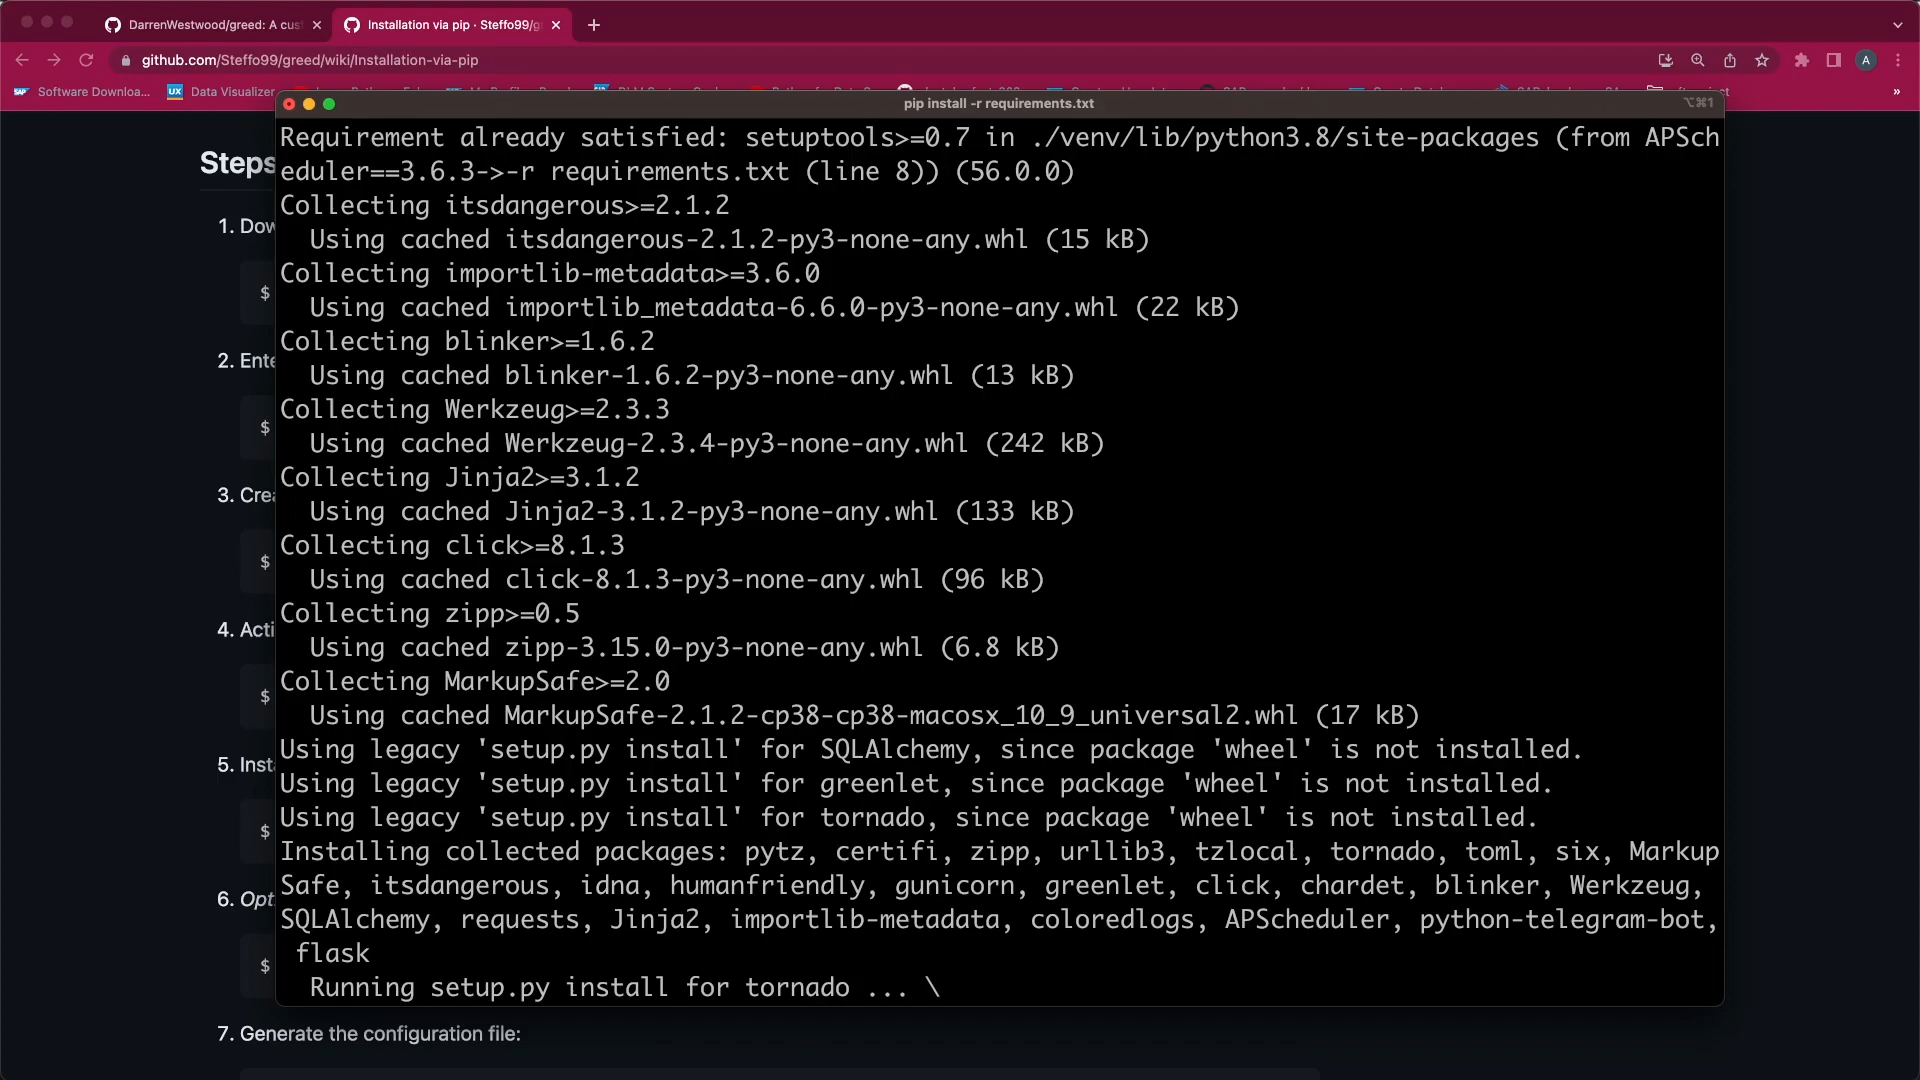 DarrenWestwood/greed: A cus
Installation via pip · Steffo99/g
github.com/Steffo99/greed/wiki/Installation-via-pip
A
SAP Software Downloa...
UX Data Visualizer
»
pip install -r requirements.txt
⌥⌘1
Requirement already satisfied: setuptools>=0.7 in ./venv/lib/python3.8/site-packages (from APSch
eduler==3.6.3->-r requirements.txt (line 8)) (56.0.0)
Collecting itsdangerous>=2.1.2
Using cached itsdangerous-2.1.2-py3-none-any.whl (15 kB)
Collecting importlib-metadata>=3.6.0
Using cached importlib_metadata-6.6.0-py3-none-any.whl (22 kB)
Collecting blinker>=1.6.2
Using cached blinker-1.6.2-py3-none-any.whl (13 kB)
Collecting Werkzeug>=2.3.3
Using cached Werkzeug-2.3.4-py3-none-any.whl (242 kB)
Collecting Jinja2>=3.1.2
Using cached Jinja2-3.1.2-py3-none-any.whl (133 kB)
Collecting click>=8.1.3
Using cached click-8.1.3-py3-none-any.whl (96 kB)
Collecting zipp>=0.5
Using cached zipp-3.15.0-py3-none-any.whl (6.8 kB)
Collecting MarkupSafe>=2.0
Using cached MarkupSafe-2.1.2-cp38-cp38-macosx_10_9_universal2.whl (17 kB)
Using legacy 'setup.py install' for SQLAlchemy, since package 'wheel' is not installed.
Using legacy 'setup.py install' for greenlet, since package 'wheel' is not installed.
Using legacy 'setup.py install' for tornado, since package 'wheel' is not installed.
Installing collected packages: pytz, certifi, zipp, urllib3, tzlocal, tornado, toml, six, Markup
Safe, itsdangerous, idna, humanfriendly, gunicorn, greenlet, click, chardet, blinker, Werkzeug,
SQLAlchemy, requests, Jinja2, importlib-metadata, coloredlogs, APScheduler, python-telegram-bot,
flask
Running setup.py install for tornado ... \
Steps
1. Dow
$
2. Ente
$
3. Crea
$
4. Acti
$
5. Insta
$
6. Opt
$
7. Generate the configuration file: